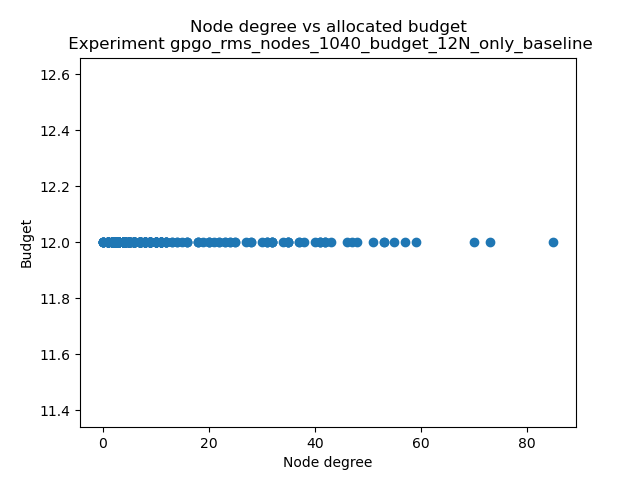 Node degree vs allocated budget
Experiment gpgo_rms_nodes_1040_budget_12N_only_baseline
12.6
12.4
12.2
12.0
11.8
11.6
11.4
Budget
0 20 40 60 80
Node degree